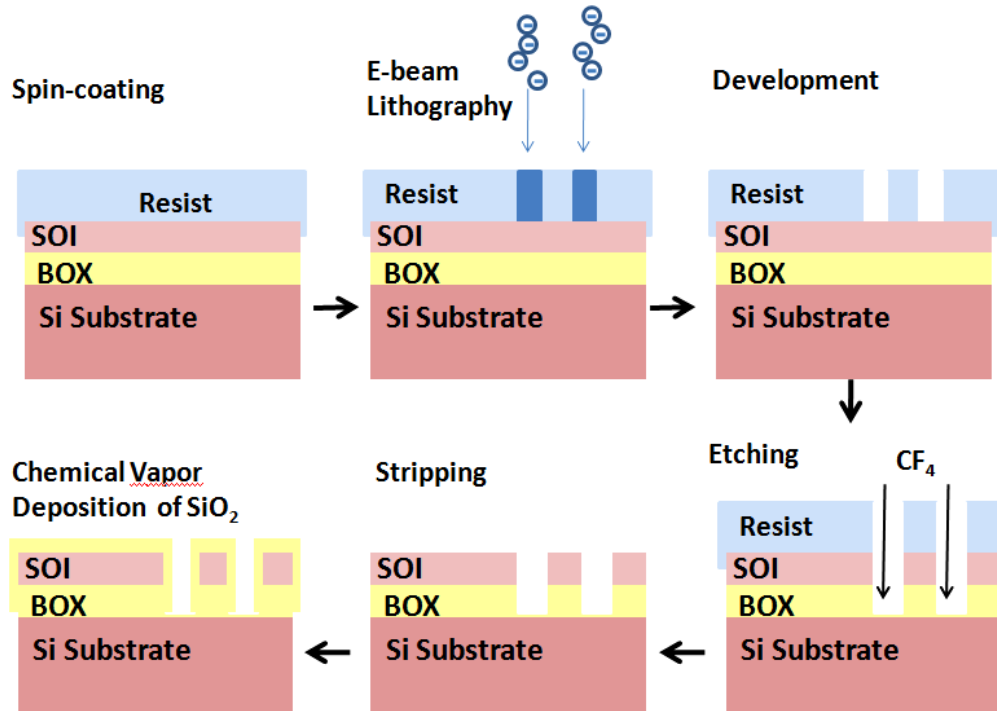 Spin-coating
Resist
SOI
BOX
Si Substrate
E-beam
Lithography
Resist
SOI
BOX
Si Substrate
Development
Resist
SOI
BOX
Si Substrate
Etching
CF₄
Resist
SOI
BOX
Si Substrate
Stripping
SOI
BOX
Si Substrate
Chemical Vapor
Deposition of SiO₂
SOI
BOX
Si Substrate